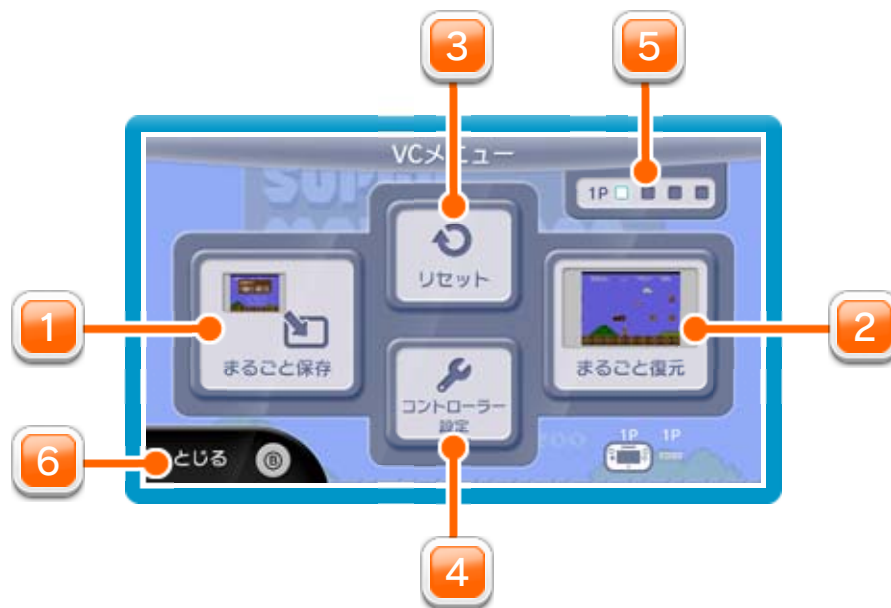 3
5
VCメニュー
SUPER
1P
リセット
1
2
まるごと保存
まるごと復元
コントローラー
設定
6
とじる Ⓑ
1P 1P
4